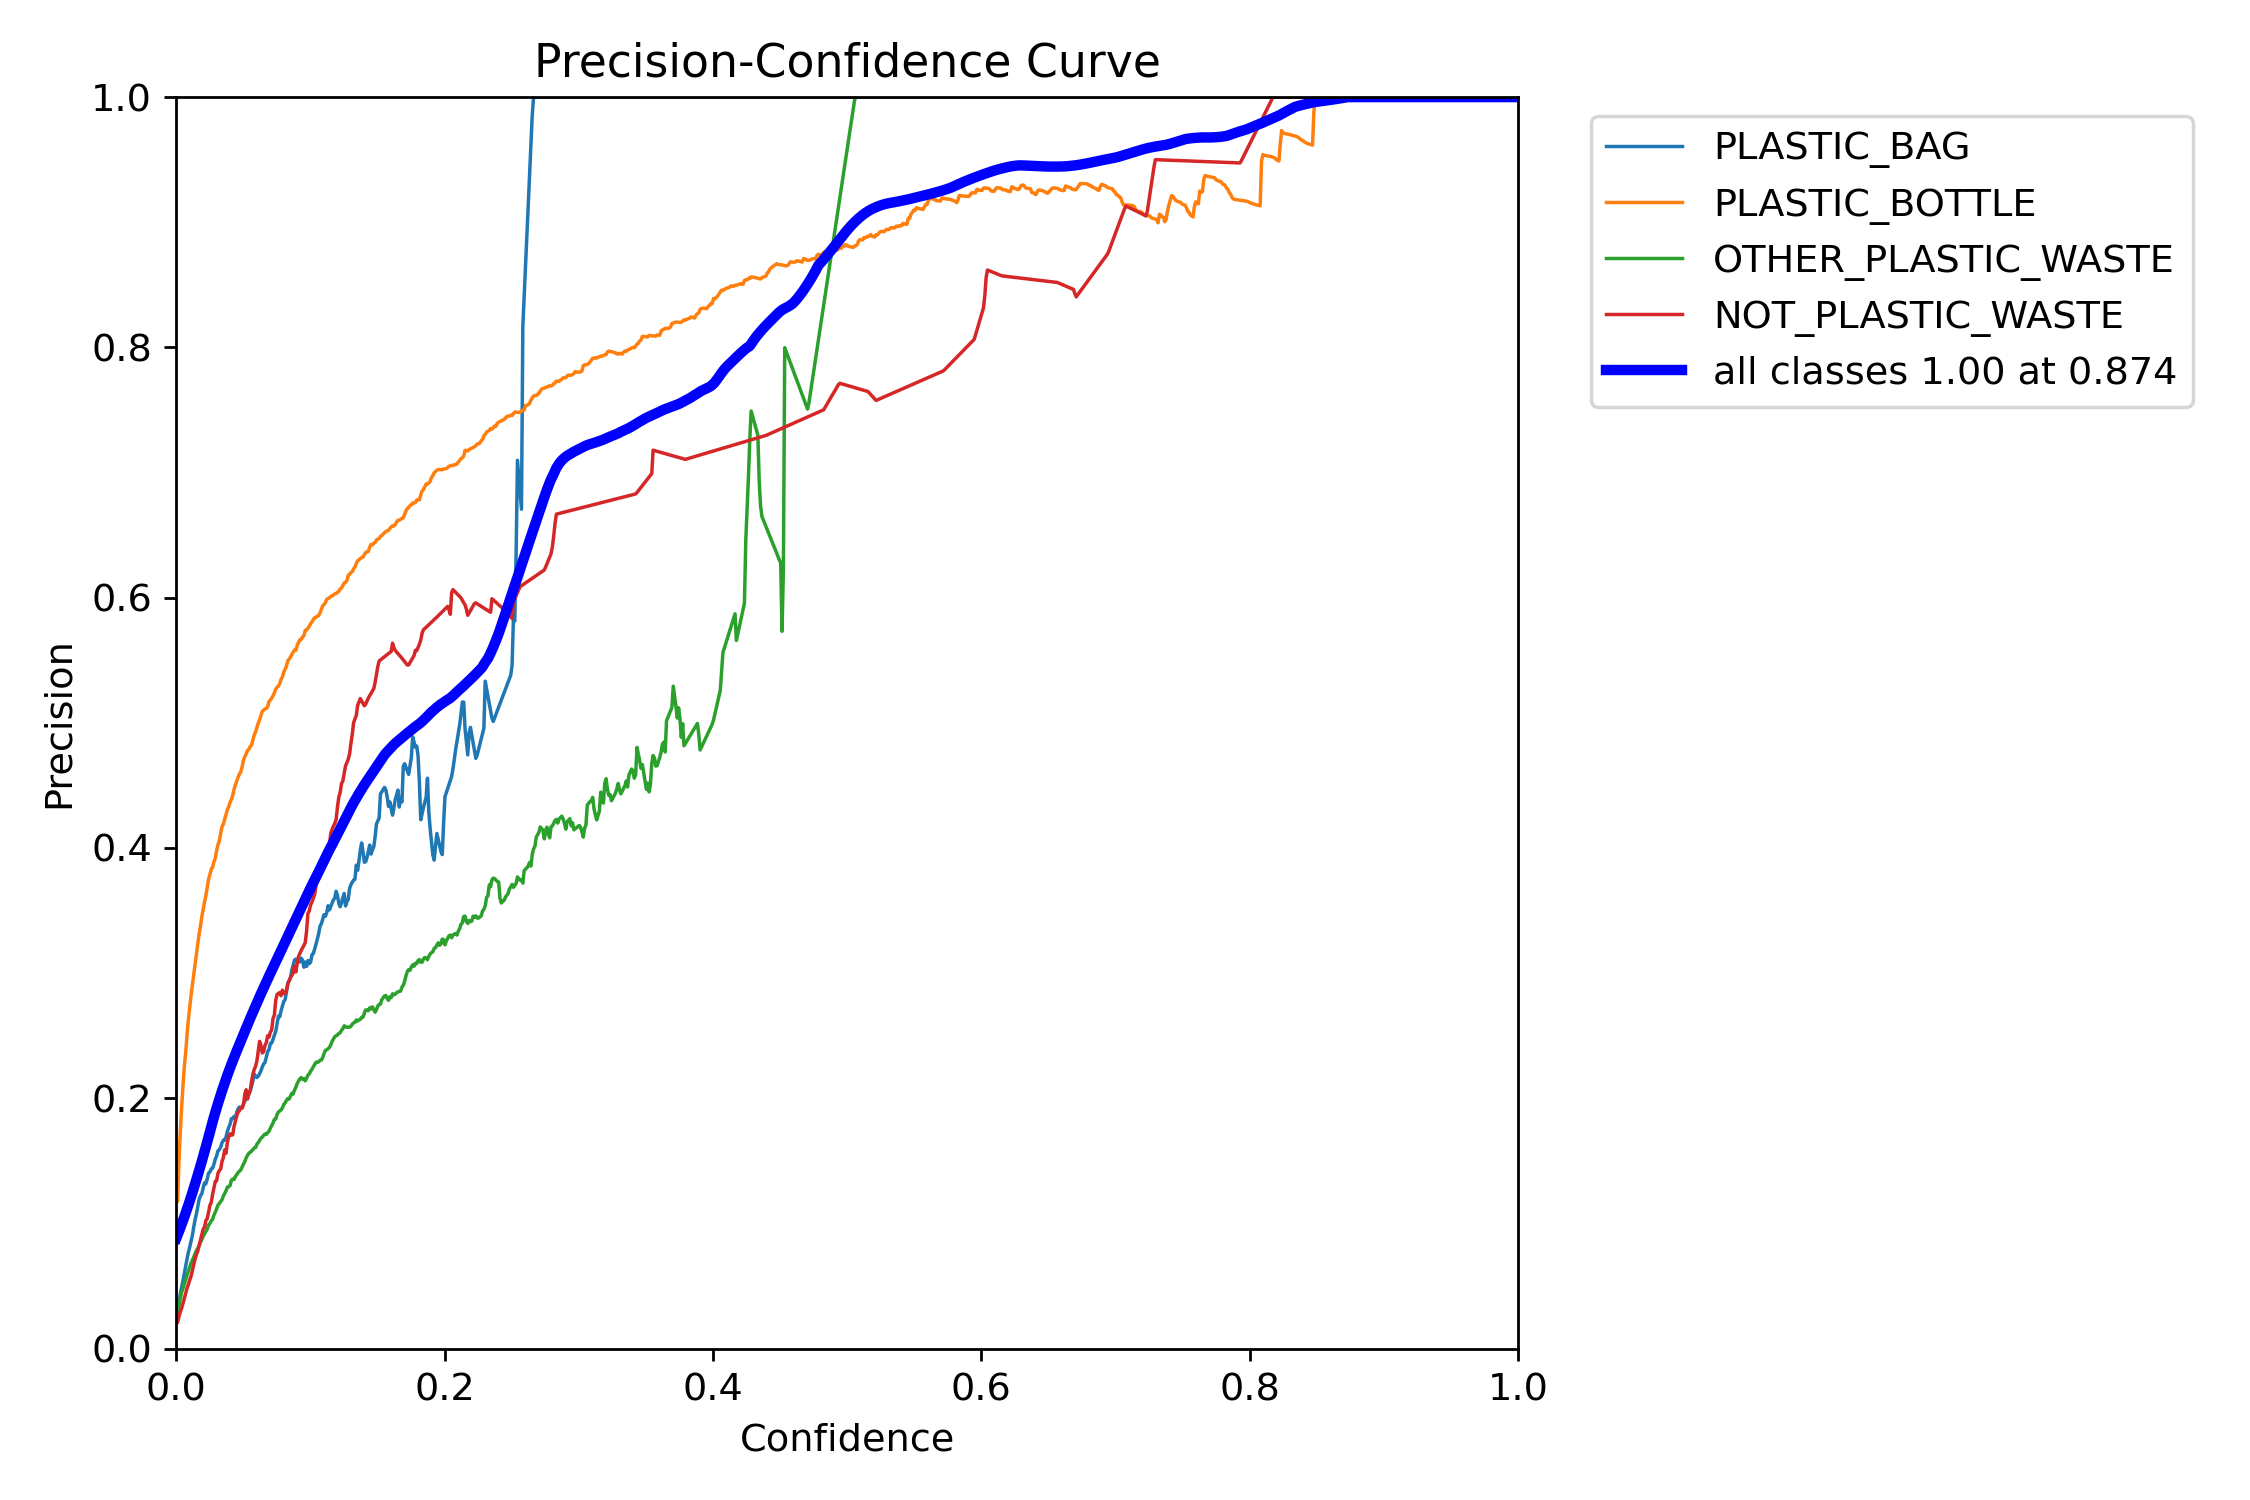 Precision-Confidence Curve
1.0
0.8
0.6
0.4
0.2
0.0
Precision
0.0 0.2 0.4 0.6 0.8 1.0
Confidence
PLASTIC_BAG
PLASTIC_BOTTLE
OTHER_PLASTIC_WASTE
NOT_PLASTIC_WASTE
all classes 1.00 at 0.874